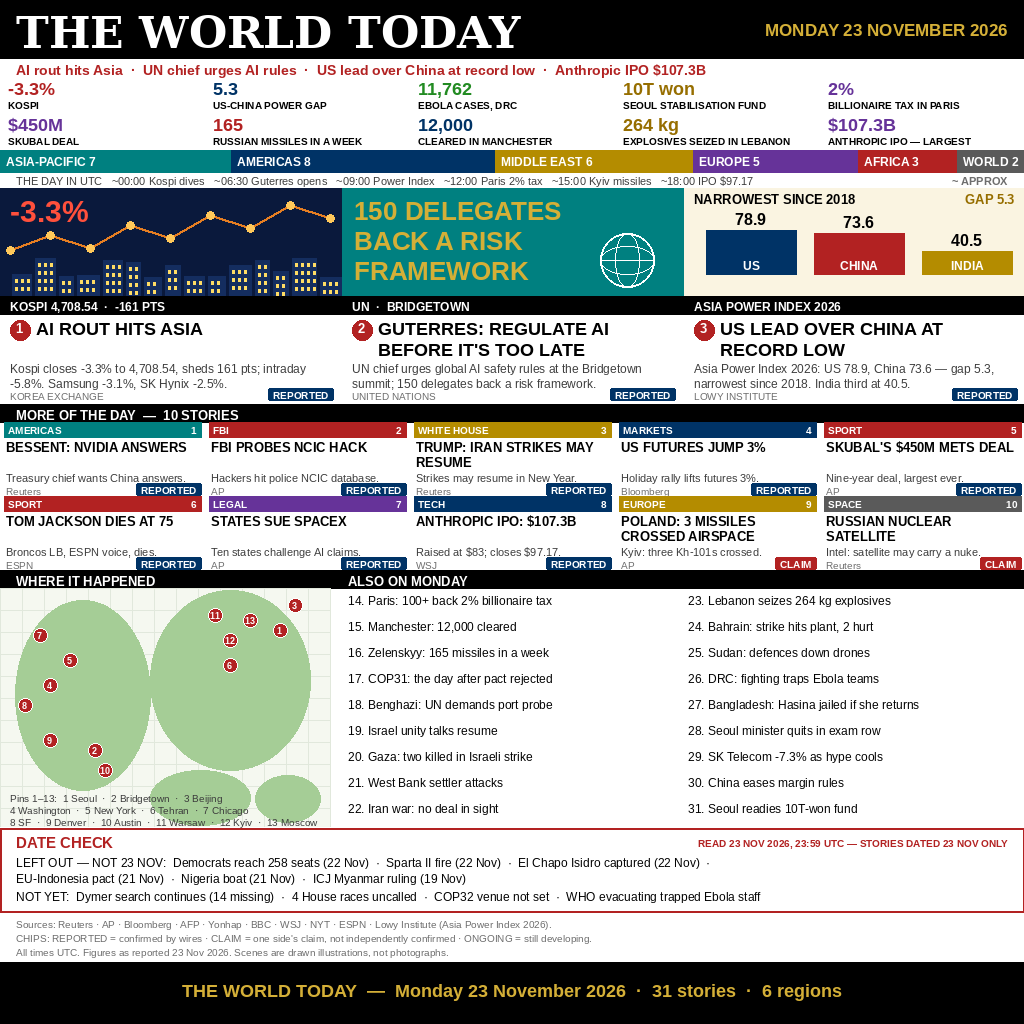 THE WORLD TODAY
MONDAY 23 NOVEMBER 2026
AI rout hits Asia · UN chief urges AI rules · US lead over China at record low · Anthropic IPO $107.3B
-3.3%
KOSPI
5.3
US-CHINA POWER GAP
11,762
EBOLA CASES, DRC
10T won
SEOUL STABILISATION FUND
2%
BILLIONAIRE TAX IN PARIS
$450M
SKUBAL DEAL
165
RUSSIAN MISSILES IN A WEEK
12,000
CLEARED IN MANCHESTER
264 kg
EXPLOSIVES SEIZED IN LEBANON
$107.3B
ANTHROPIC IPO — LARGEST
ASIA-PACIFIC 7
AMERICAS 8
MIDDLE EAST 6
EUROPE 5
AFRICA 3
WORLD 2
THE DAY IN UTC ~00:00 Kospi dives ~06:30 Guterres opens ~09:00 Power Index ~12:00 Paris 2% tax ~15:00 Kyiv missiles ~18:00 IPO $97.17
~ APPROX
-3.3%
150 DELEGATES
BACK A RISK
FRAMEWORK
NARROWEST SINCE 2018
GAP 5.3
78.9
US
73.6
CHINA
40.5
INDIA
KOSPI 4,708.54 · -161 PTS
UN · BRIDGETOWN
ASIA POWER INDEX 2026
1 AI ROUT HITS ASIA
Kospi closes -3.3% to 4,708.54, sheds 161 pts; intraday
-5.8%. Samsung -3.1%, SK Hynix -2.5%.
KOREA EXCHANGE
REPORTED
2 GUTERRES: REGULATE AI
BEFORE IT'S TOO LATE
UN chief urges global AI safety rules at the Bridgetown
summit; 150 delegates back a risk framework.
UNITED NATIONS
REPORTED
3 US LEAD OVER CHINA AT
RECORD LOW
Asia Power Index 2026: US 78.9, China 73.6 — gap 5.3,
narrowest since 2018. India third at 40.5.
LOWY INSTITUTE
REPORTED
MORE OF THE DAY — 10 STORIES
AMERICAS 1
BESSENT: NVIDIA ANSWERS
Treasury chief wants China answers.
Reuters
REPORTED
FBI 2
FBI PROBES NCIC HACK
Hackers hit police NCIC database.
AP
REPORTED
WHITE HOUSE 3
TRUMP: IRAN STRIKES MAY
RESUME
Strikes may resume in New Year.
Reuters
REPORTED
MARKETS 4
US FUTURES JUMP 3%
Holiday rally lifts futures 3%.
Bloomberg
REPORTED
SPORT 5
SKUBAL'S $450M METS DEAL
Nine-year deal, largest ever.
AP
REPORTED
SPORT 6
TOM JACKSON DIES AT 75
Broncos LB, ESPN voice, dies.
ESPN
REPORTED
LEGAL 7
STATES SUE SPACEX
Ten states challenge AI claims.
AP
REPORTED
TECH 8
ANTHROPIC IPO: $107.3B
Raised at $83; closes $97.17.
WSJ
REPORTED
EUROPE 9
POLAND: 3 MISSILES
CROSSED AIRSPACE
Kyiv: three Kh-101s crossed.
AP
CLAIM
SPACE 10
RUSSIAN NUCLEAR
SATELLITE
Intel: satellite may carry a nuke.
Reuters
CLAIM
WHERE IT HAPPENED
3
11
13
1
7
12
5
6
4
8
9
2
10
Pins 1–13: 1 Seoul · 2 Bridgetown · 3 Beijing
4 Washington · 5 New York · 6 Tehran · 7 Chicago
8 SF · 9 Denver · 10 Austin · 11 Warsaw · 12 Kyiv · 13 Moscow
ALSO ON MONDAY
14. Paris: 100+ back 2% billionaire tax
15. Manchester: 12,000 cleared
16. Zelenskyy: 165 missiles in a week
17. COP31: the day after pact rejected
18. Benghazi: UN demands port probe
19. Israel unity talks resume
20. Gaza: two killed in Israeli strike
21. West Bank settler attacks
22. Iran war: no deal in sight
23. Lebanon seizes 264 kg explosives
24. Bahrain: strike hits plant, 2 hurt
25. Sudan: defences down drones
26. DRC: fighting traps Ebola teams
27. Bangladesh: Hasina jailed if she returns
28. Seoul minister quits in exam row
29. SK Telecom -7.3% as hype cools
30. China eases margin rules
31. Seoul readies 10T-won fund
DATE CHECK
READ 23 NOV 2026, 23:59 UTC — STORIES DATED 23 NOV ONLY
LEFT OUT — NOT 23 NOV: Democrats reach 258 seats (22 Nov) · Sparta II fire (22 Nov) · El Chapo Isidro captured (22 Nov) ·
EU-Indonesia pact (21 Nov) · Nigeria boat (21 Nov) · ICJ Myanmar ruling (19 Nov)
NOT YET: Dymer search continues (14 missing) · 4 House races uncalled · COP32 venue not set · WHO evacuating trapped Ebola staff
Sources: Reuters · AP · Bloomberg · AFP · Yonhap · BBC · WSJ · NYT · ESPN · Lowy Institute (Asia Power Index 2026).
CHIPS: REPORTED = confirmed by wires · CLAIM = one side's claim, not independently confirmed · ONGOING = still developing.
All times UTC. Figures as reported 23 Nov 2026. Scenes are drawn illustrations, not photographs.
THE WORLD TODAY — Monday 23 November 2026 · 31 stories · 6 regions